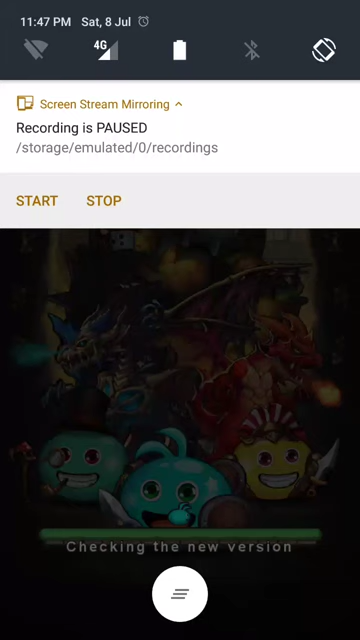 11:47 PM Sat, 8 Jul
4G
Screen Stream Mirroring
Recording is PAUSED
/storage/emulated/0/recordings
START STOP
Checking the new version